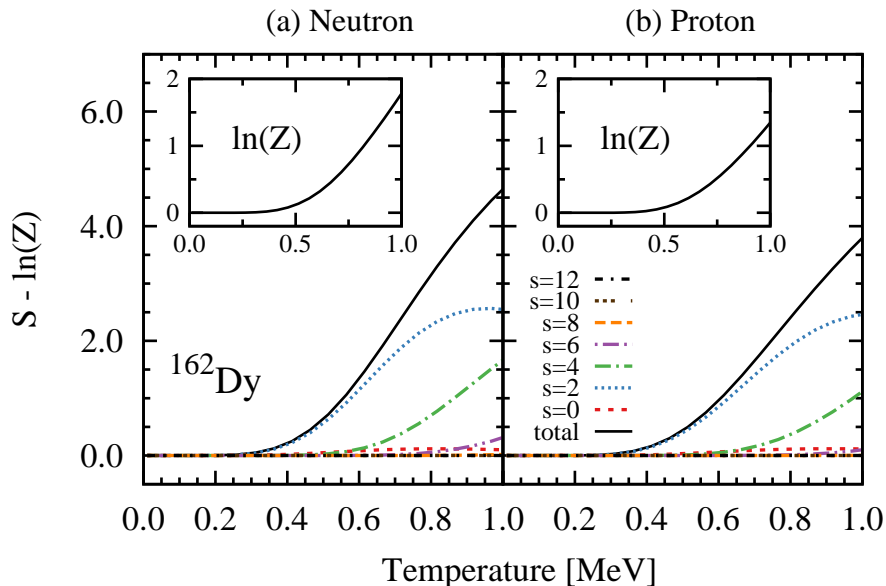 (a) Neutron
(b) Proton
S - ln(Z)
6.0
4.0
2.0
0.0
2
1
0
ln(Z)
0.0 0.5 1.0
2
1
0
ln(Z)
0.0 0.5 1.0
¹⁶²Dy
s=12
s=10
s=8
s=6
s=4
s=2
s=0
total
0.0 0.2 0.4 0.6 0.8 1.0 0.2 0.4 0.6 0.8 1.0
Temperature [MeV]